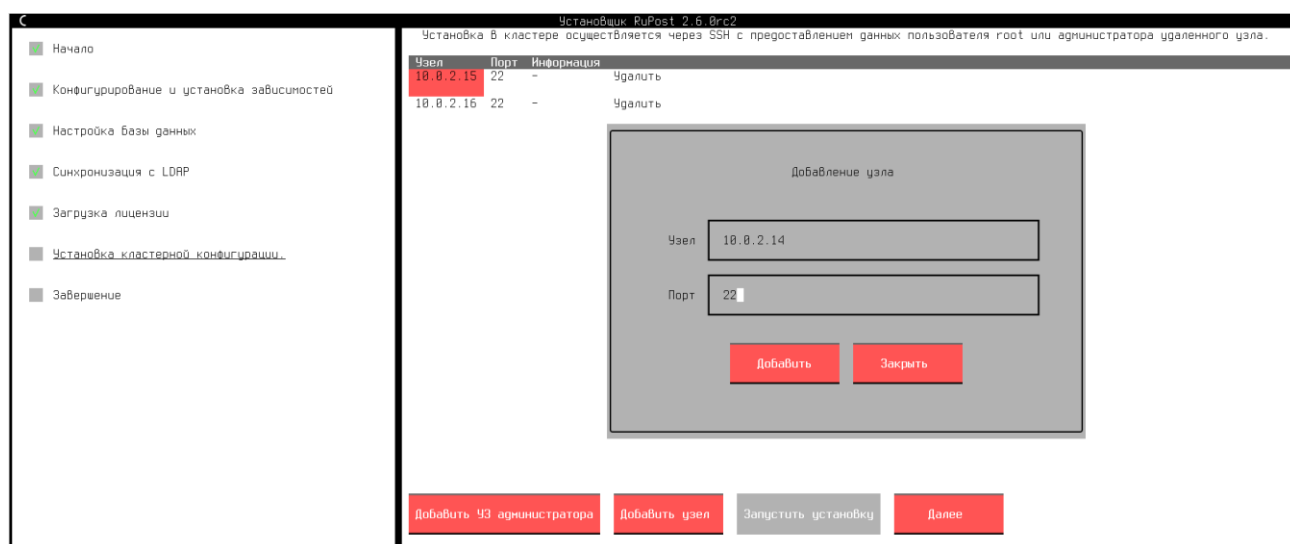 Установщик RuPost 2.6.0rc2
Начало
Конфигурирование и установка зависимостей
Настройка базы данных
Синхронизация с LDAP
Загрузка лицензии
Установка кластерной конфигурации.
Завершение
Установка в кластере осуществляется через SSH с предоставлением данных пользователя root или администратора удаленного узла.
Узел Порт Информация
10.0.2.15 22 - Удалить
10.0.2.16 22 - Удалить
Добавление узла
Узел 10.0.2.14
Порт 22
Добавить Закрыть
Добавить УЗ администратора Добавить узел Запустить установку Далее